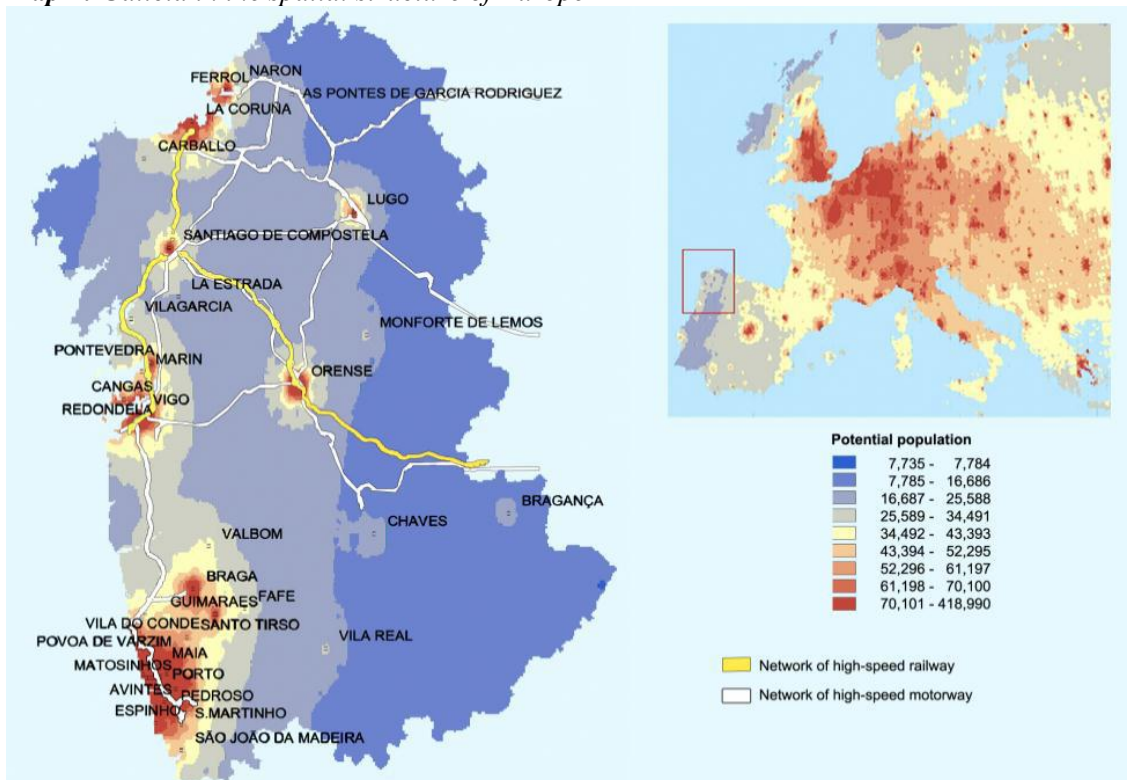 FERROL
NARON
AS PONTES DE GARCIA RODRIGUEZ
LA CORUÑA
CARBALLO
LUGO
SANTIAGO DE COMPOSTELA
LA ESTRADA
VILAGARCIA
MONFORTE DE LEMOS
PONTEVEDRA
MARIN
ORENSE
CANGAS
VIGO
REDONDELA
BRAGANÇA
CHAVES
VALBOM
BRAGA
FAFE
GUIMARAES
VILA DO CONDE
SANTO TIRSO
VILA REAL
POVOA DE VARZIM
MAIA
MATOSINHOS
PORTO
AVINTES
PEDROSO
ESPINHO
S.MARTINHO
SÃO JOÃO DA MADEIRA
Potential population
7,735 - 7,784
7,785 - 16,686
16,687 - 25,588
25,589 - 34,491
34,492 - 43,393
43,394 - 52,295
52,296 - 61,197
61,198 - 70,100
70,101 - 418,990
Network of high-speed railway
Network of high-speed motorway